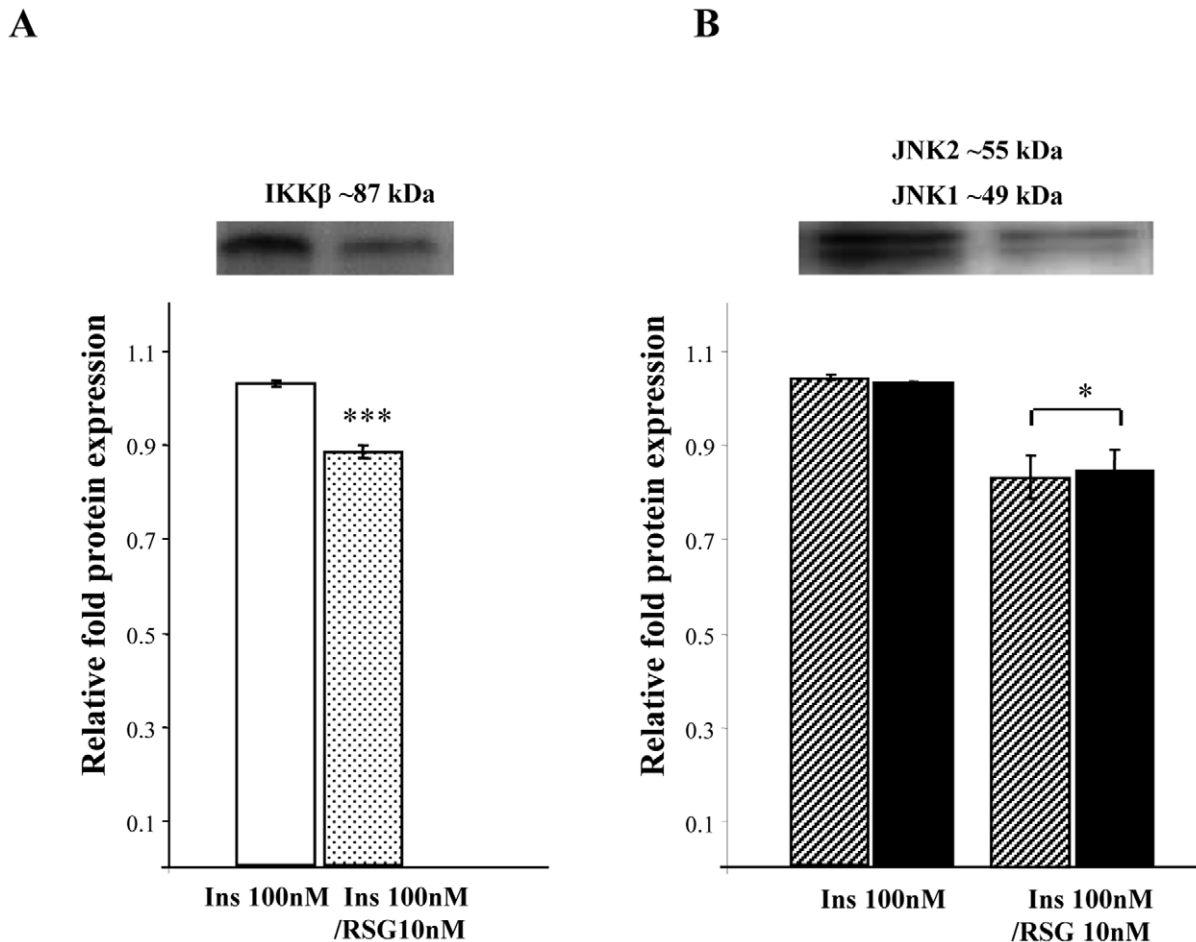 A
IKKβ ~87 kDa
Relative fold protein expression
1.1
0.9
0.7
0.5
0.3
0.1
***
Ins 100nM
Ins 100nM
/RSG10nM
B
JNK2 ~55 kDa
JNK1 ~49 kDa
Relative fold protein expression
1.1
0.9
0.7
0.5
0.3
0.1
*
Ins 100nM
Ins 100nM
/RSG 10nM